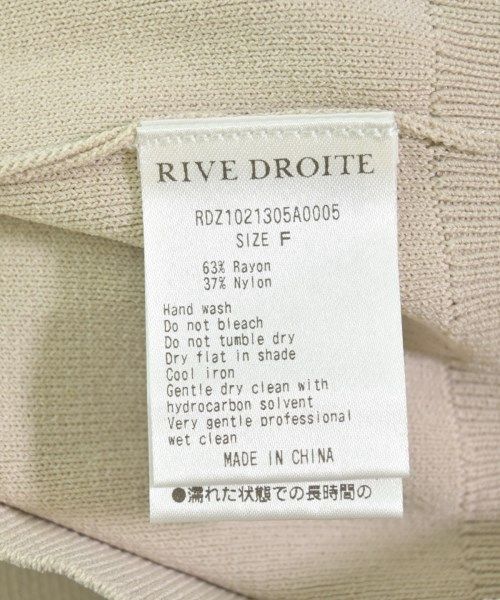 RIVE DROITE
RDZ1021305A0005
SIZE F
63% Rayon
37% Nylon
Hand wash
Do not bleach
Do not tumble dry
Dry flat in shade
Cool iron
Gentle dry clean with
hydrocarbon solvent
Very gentle professional
wet clean
MADE IN CHINA
●濡れた状態での長時間の